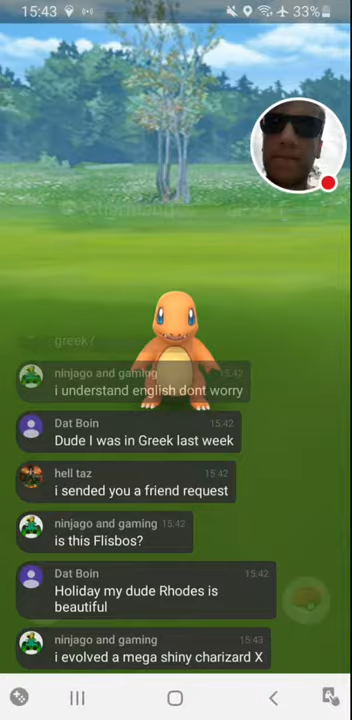 15:43
33%
greek?
ninjago and gaming 15:42
i understand english dont worry
Dat Boin 15:42
Dude I was in Greek last week
hell taz 15:42
i sended you a friend request
ninjago and gaming 15:42
is this Flisbos?
Dat Boin 15:42
Holiday my dude Rhodes is
beautiful
ninjago and gaming 15:43
i evolved a mega shiny charizard X